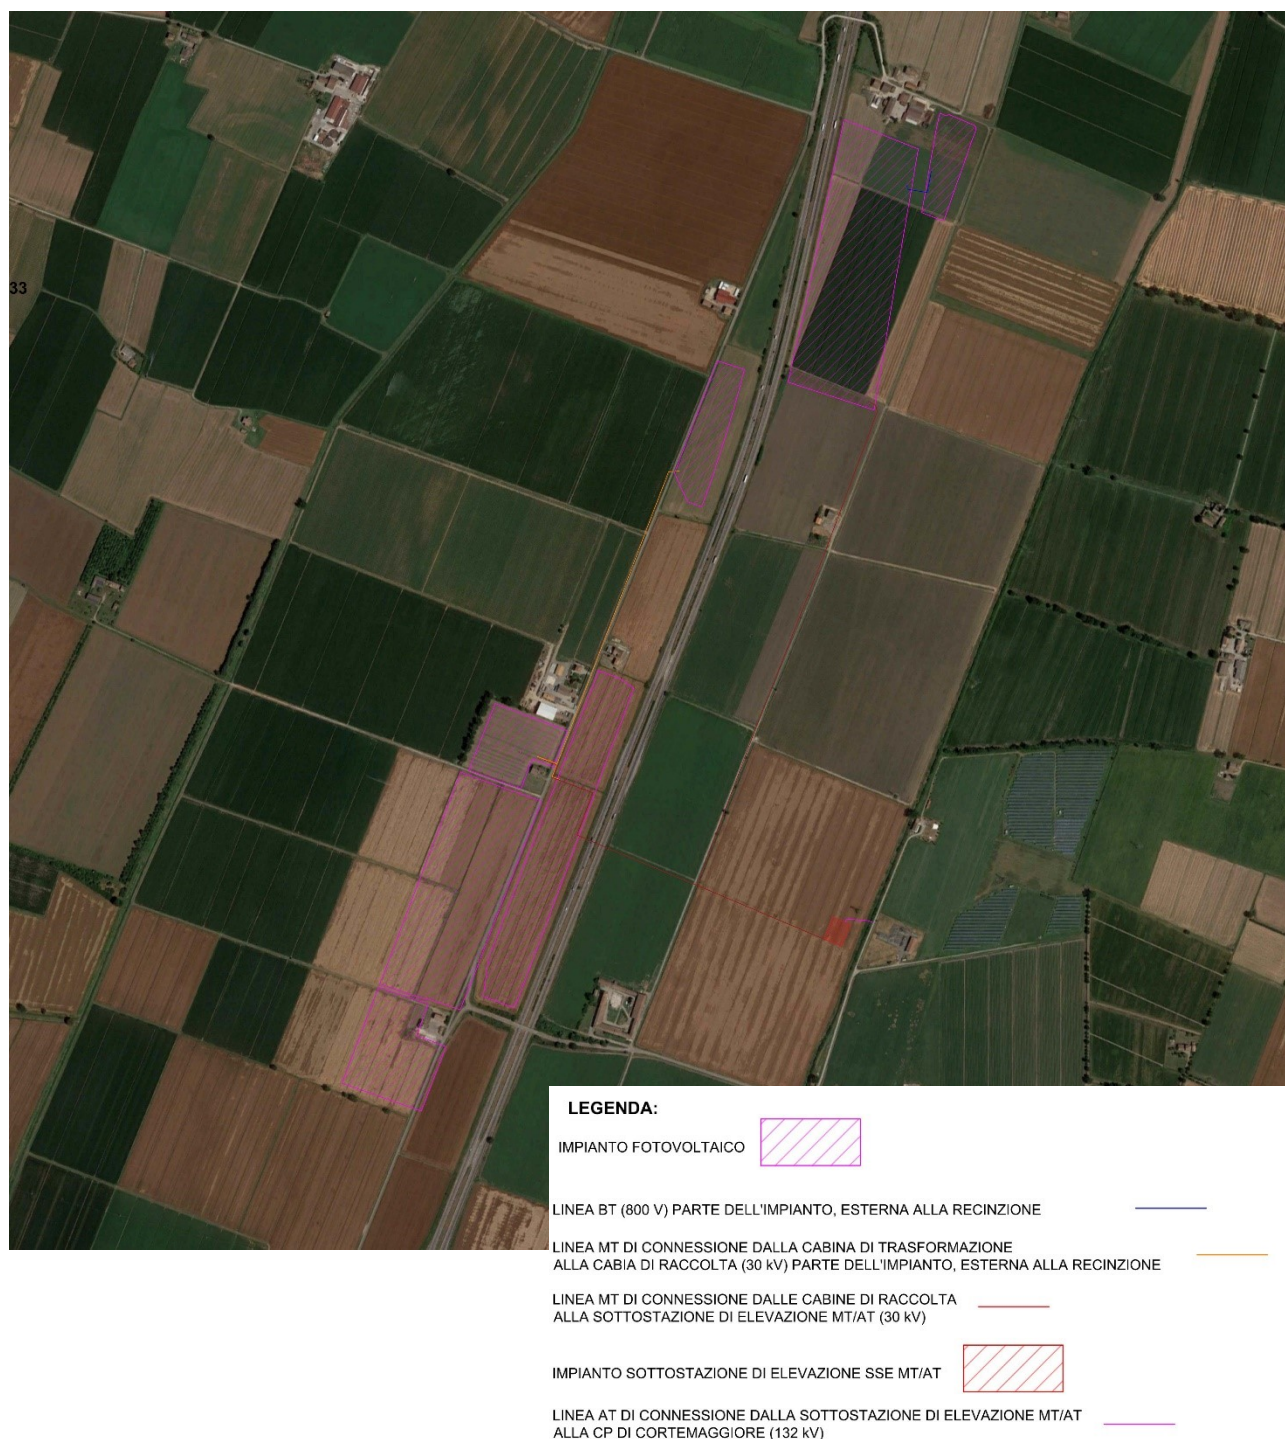 33
LEGENDA:
IMPIANTO FOTOVOLTAICO
LINEA BT (800 V) PARTE DELL'IMPIANTO, ESTERNA ALLA RECINZIONE
LINEA MT DI CONNESSIONE DALLA CABINA DI TRASFORMAZIONE
ALLA CABIA DI RACCOLTA (30 kV) PARTE DELL'IMPIANTO, ESTERNA ALLA RECINZIONE
LINEA MT DI CONNESSIONE DALLE CABINE DI RACCOLTA
ALLA SOTTOSTAZIONE DI ELEVAZIONE MT/AT (30 kV)
IMPIANTO SOTTOSTAZIONE DI ELEVAZIONE SSE MT/AT
LINEA AT DI CONNESSIONE DALLA SOTTOSTAZIONE DI ELEVAZIONE MT/AT
ALLA CP DI CORTEMAGGIORE (132 kV)